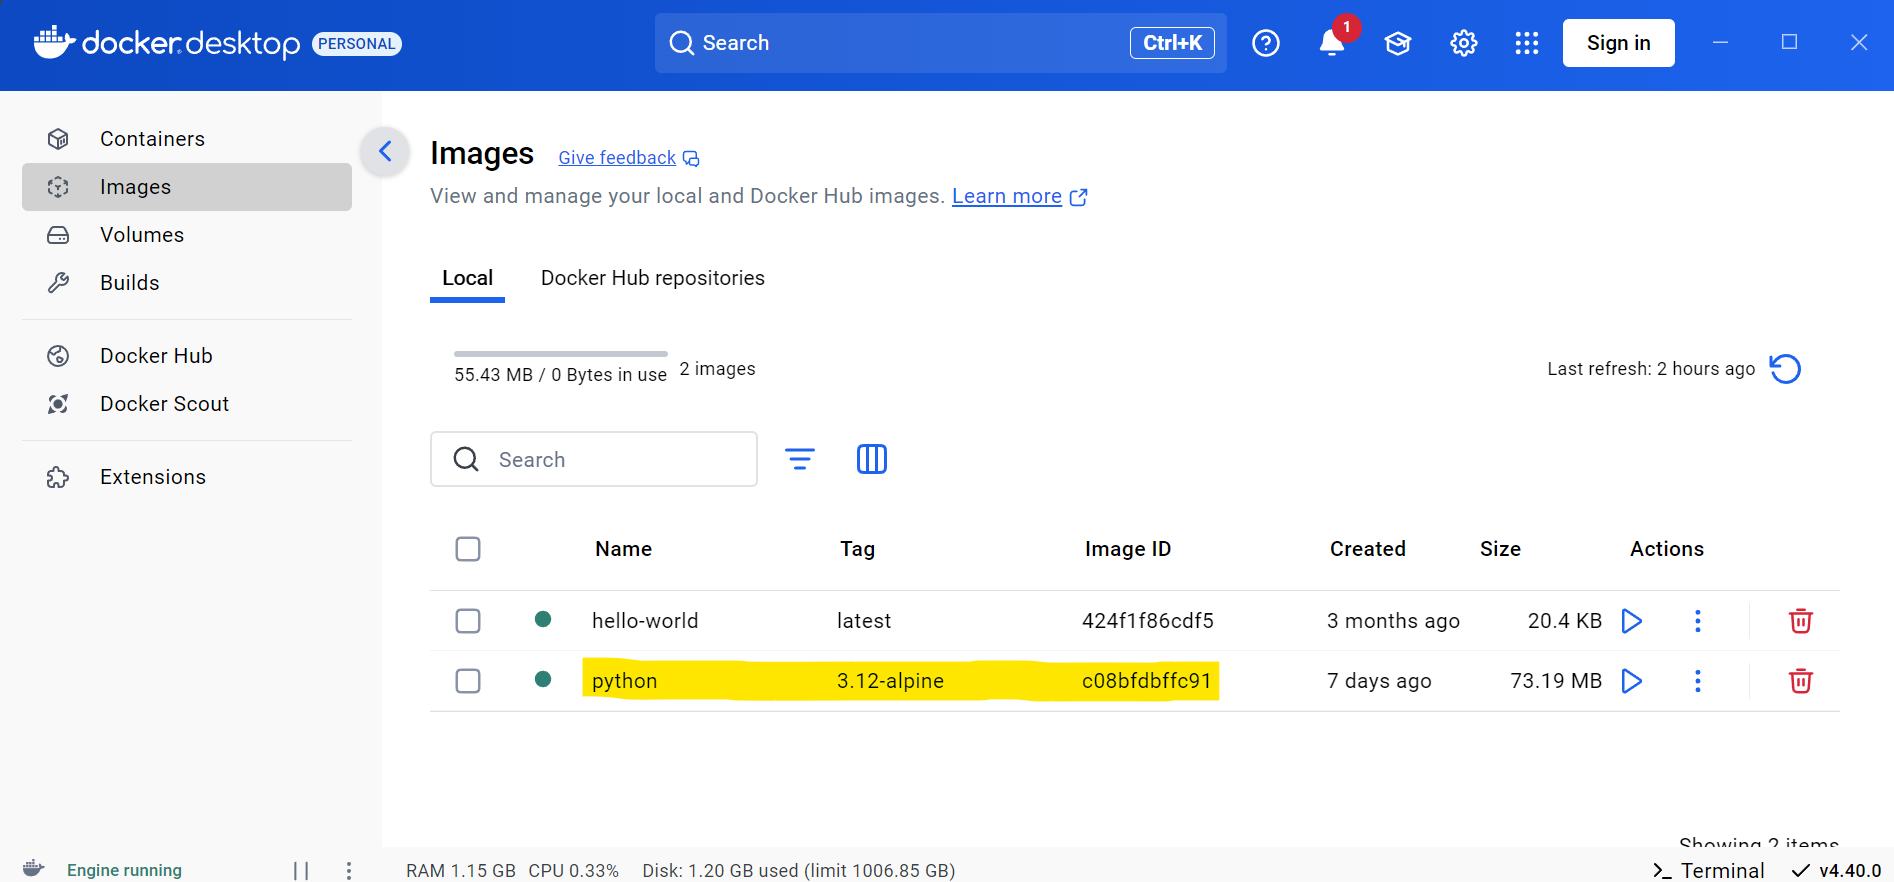 docker desktop PERSONAL
Search Ctrl+K
1
Sign in
Containers
Images
Volumes
Builds
Docker Hub
Docker Scout
Extensions
Images Give feedback
View and manage your local and Docker Hub images. Learn more
Local Docker Hub repositories
55.43 MB / 0 Bytes in use 2 images
Last refresh: 2 hours ago
Search
Name Tag Image ID Created Size Actions
hello-world latest 424f1f86cdf5 3 months ago 20.4 KB
python 3.12-alpine c08bfdbffc91 7 days ago 73.19 MB
Showing 2 items
Engine running RAM 1.15 GB CPU 0.33% Disk: 1.20 GB used (limit 1006.85 GB) Terminal v4.40.0